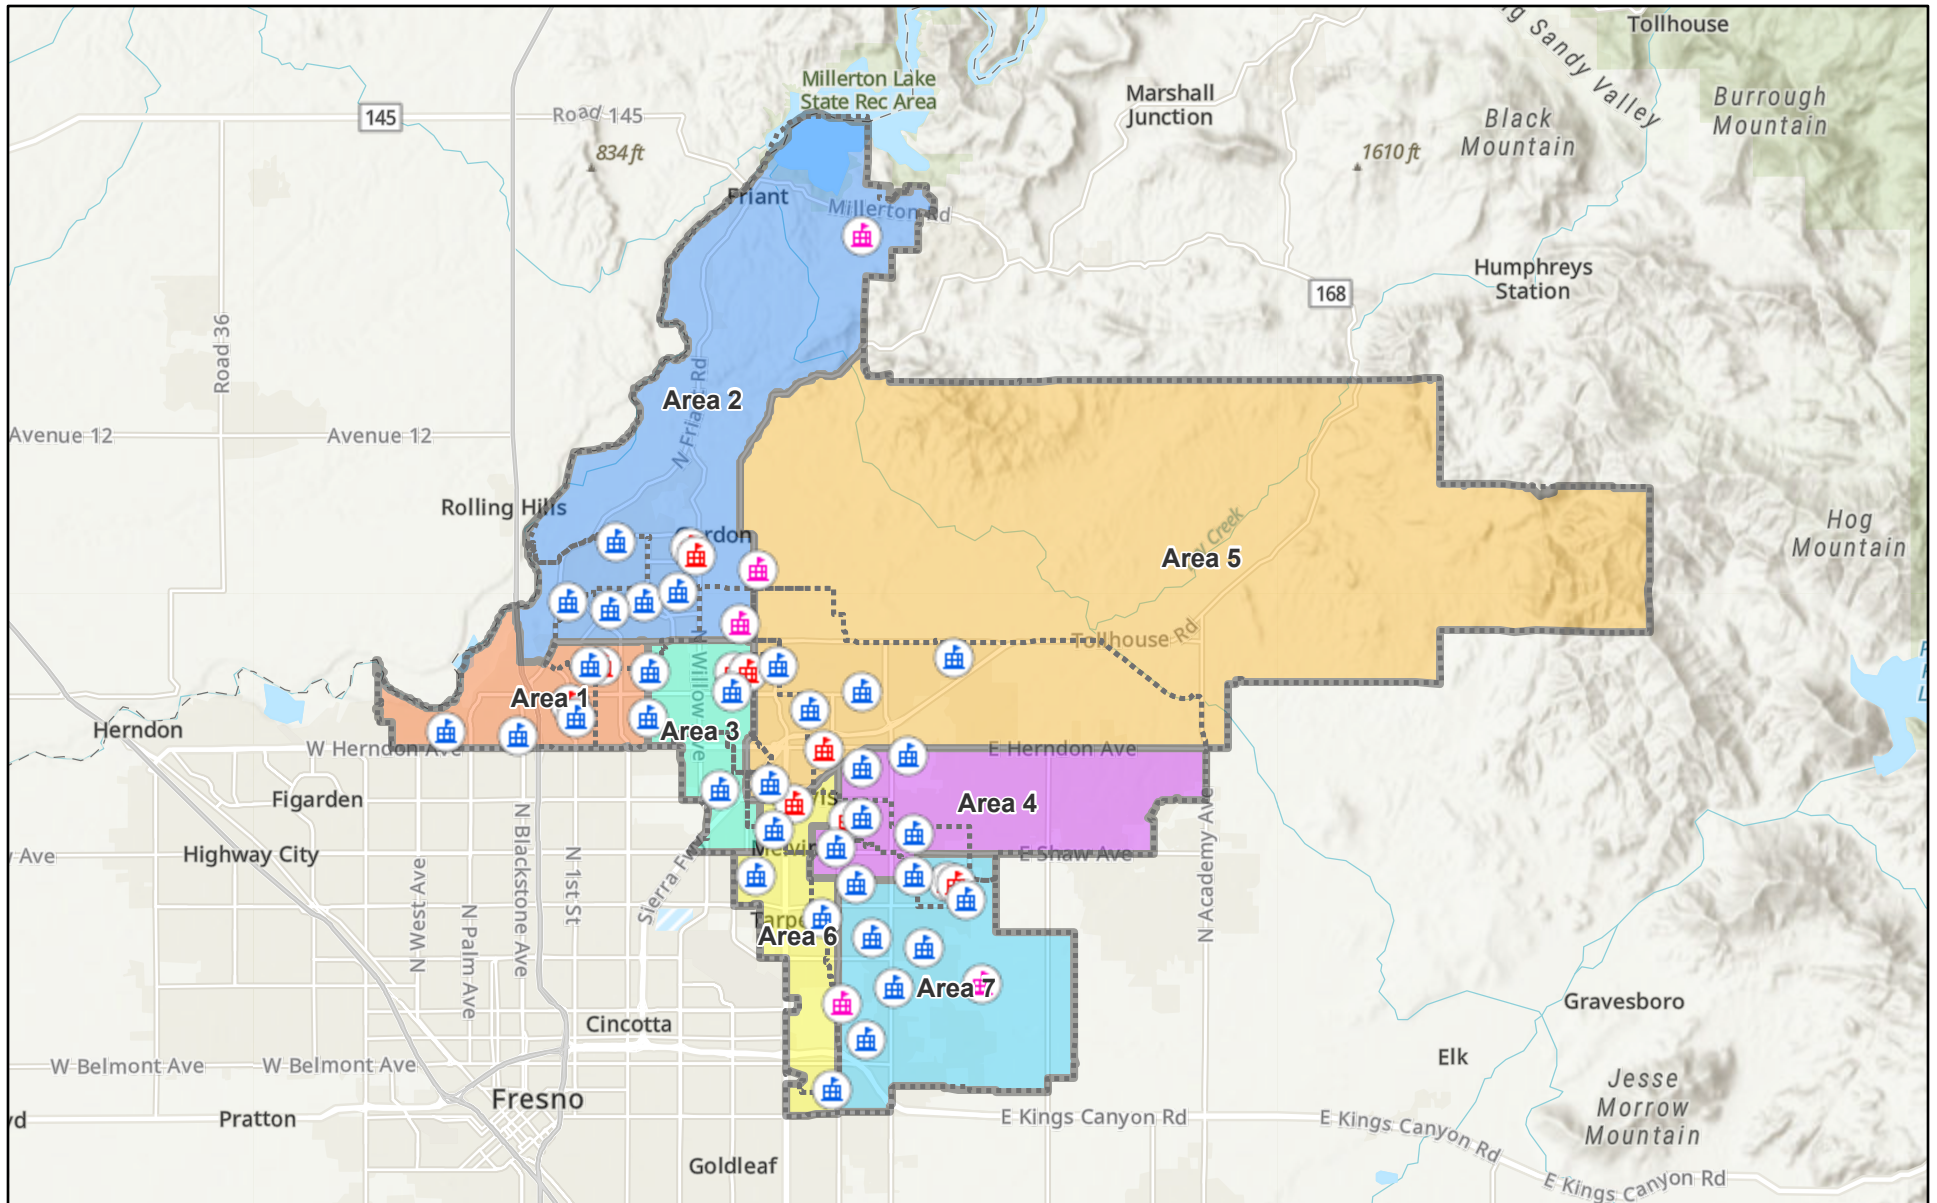 Tollhouse
Sandy Valley
Millerton Lake
State Rec Area
Marshall
Junction
Burrough
Mountain
Black
Mountain
145
Road 145
834 ft
1610 ft
Friant
Millerton Rd
Humphreys
Station
168
Road 36
Area 2
N Friant Rd
Avenue 12
Avenue 12
Rolling Hills
Hog
Mountain
Area 5
Creek
Tollhouse Rd
Area 1
N Willow Ave
Area 3
Herndon
W Herndon Ave
E Herndon Ave
Figarden
Area 4
N Blackstone Ave
N Academy Ave
Ave
Highway City
E Shaw Ave
N West Ave
N Palm Ave
N 1st St
Sierra Fwy
Area 6
Area 7
Gravesboro
Cincotta
Elk
W Belmont Ave
W Belmont Ave
Jesse
Morrow
Mountain
Fresno
Pratton
E Kings Canyon Rd
E Kings Canyon Rd
E Kings Canyon Rd
Goldleaf